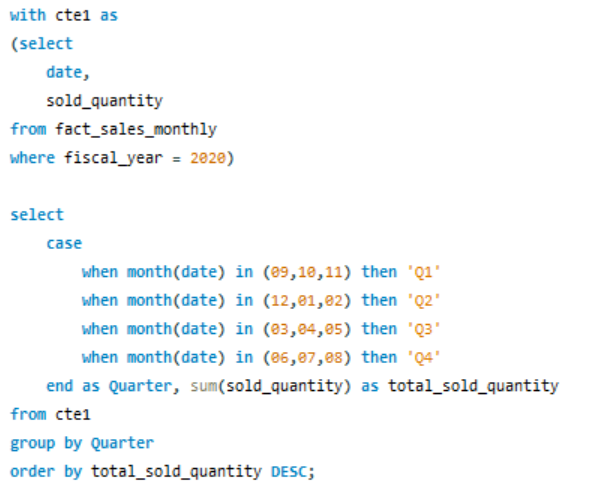 with cte1 as
(select
    date,
    sold_quantity
from fact_sales_monthly
where fiscal_year = 2020)

select
    case
        when month(date) in (09,10,11) then 'Q1'
        when month(date) in (12,01,02) then 'Q2'
        when month(date) in (03,04,05) then 'Q3'
        when month(date) in (06,07,08) then 'Q4'
    end as Quarter, sum(sold_quantity) as total_sold_quantity
from cte1
group by Quarter
order by total_sold_quantity DESC;